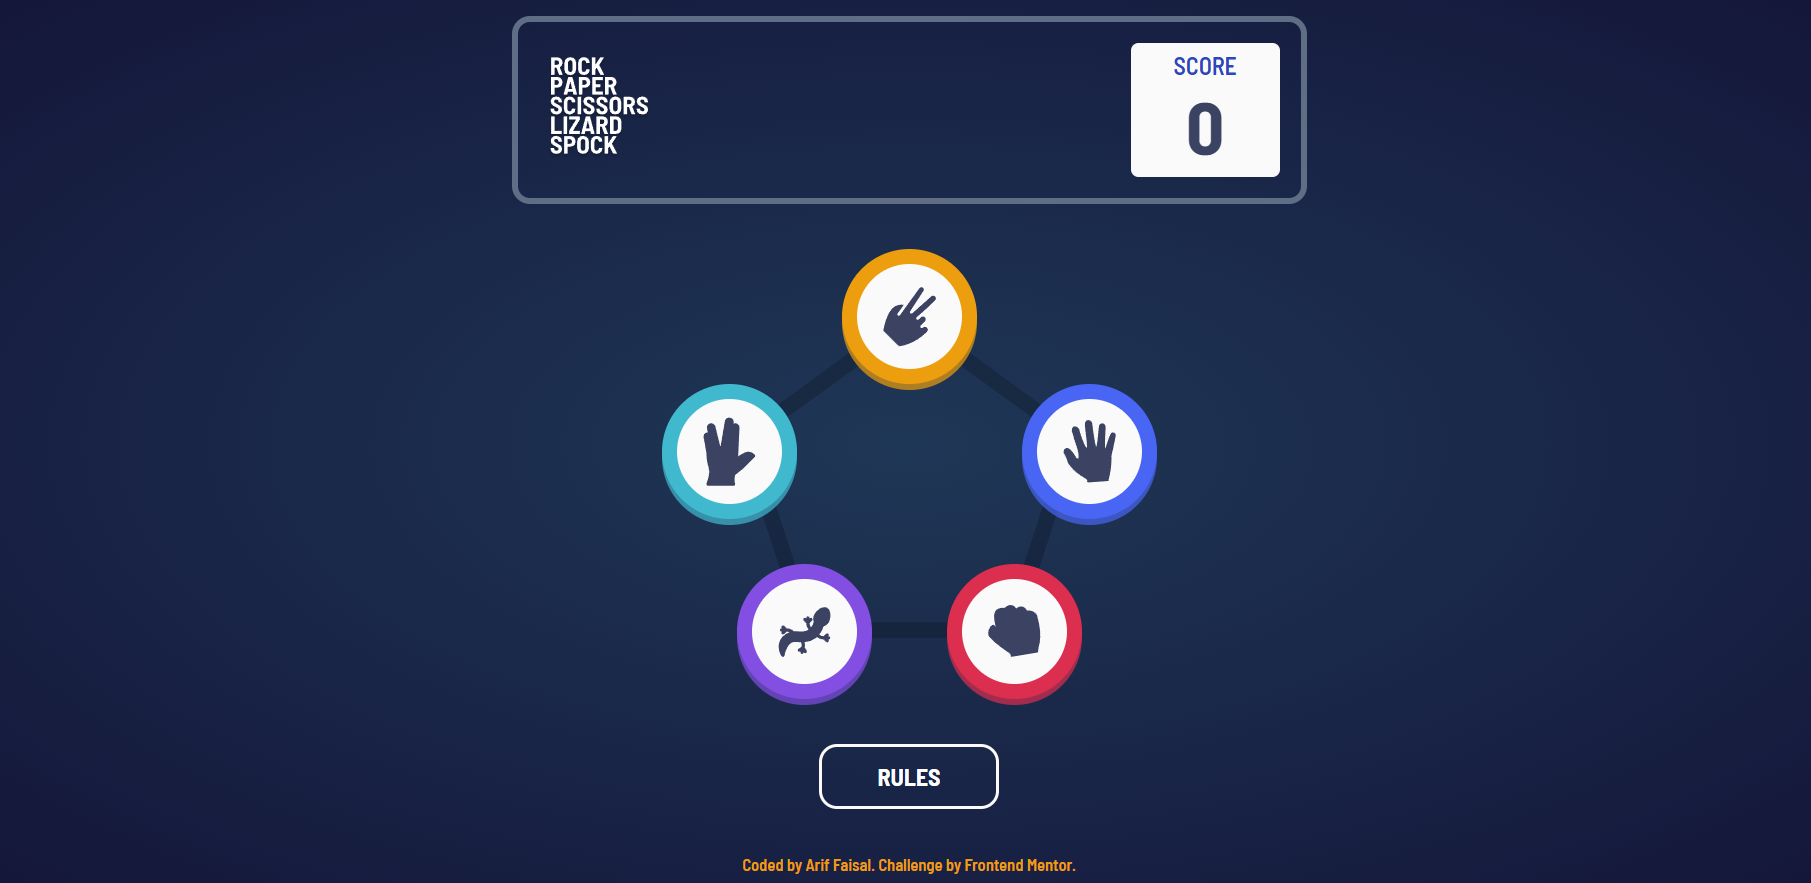 ROCK
PAPER
SCISSORS
LIZARD
SPOCK
SCORE
0
RULES
Coded by Arif Faisal. Challenge by Frontend Mentor.